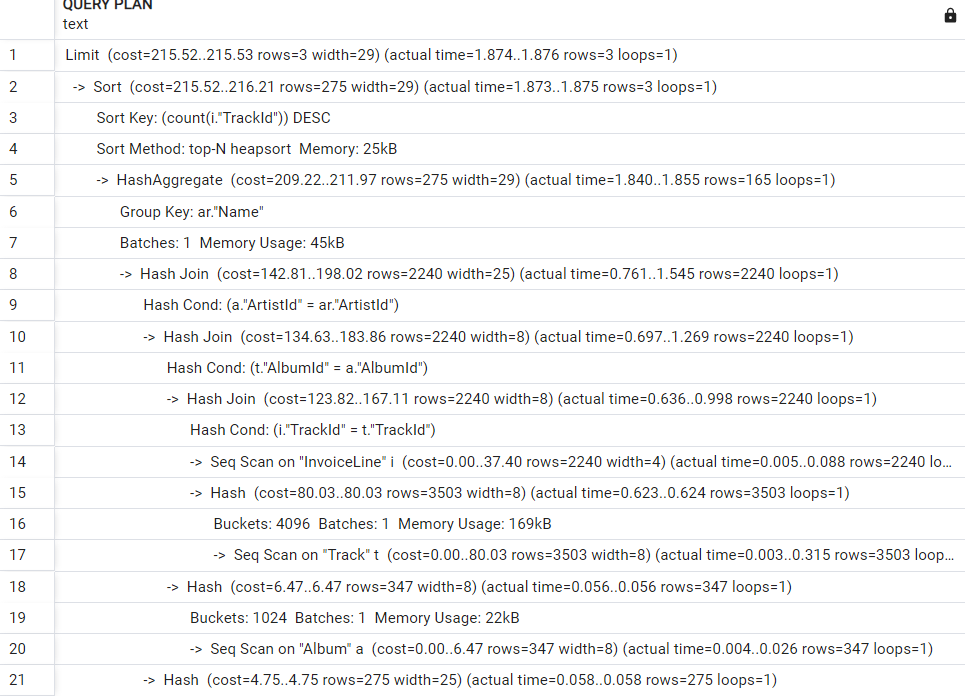 QUERY PLAN
text
1 Limit (cost=215.52..215.53 rows=3 width=29) (actual time=1.874..1.876 rows=3 loops=1)
2 -> Sort (cost=215.52..216.21 rows=275 width=29) (actual time=1.873..1.875 rows=3 loops=1)
3 Sort Key: (count(i."TrackId")) DESC
4 Sort Method: top-N heapsort Memory: 25kB
5 -> HashAggregate (cost=209.22..211.97 rows=275 width=29) (actual time=1.840..1.855 rows=165 loops=1)
6 Group Key: ar."Name"
7 Batches: 1 Memory Usage: 45kB
8 -> Hash Join (cost=142.81..198.02 rows=2240 width=25) (actual time=0.761..1.545 rows=2240 loops=1)
9 Hash Cond: (a."ArtistId" = ar."ArtistId")
10 -> Hash Join (cost=134.63..183.86 rows=2240 width=8) (actual time=0.697..1.269 rows=2240 loops=1)
11 Hash Cond: (t."AlbumId" = a."AlbumId")
12 -> Hash Join (cost=123.82..167.11 rows=2240 width=8) (actual time=0.636..0.998 rows=2240 loops=1)
13 Hash Cond: (i."TrackId" = t."TrackId")
14 -> Seq Scan on "InvoiceLine" i (cost=0.00..37.40 rows=2240 width=4) (actual time=0.005..0.088 rows=2240 lo...
15 -> Hash (cost=80.03..80.03 rows=3503 width=8) (actual time=0.623..0.624 rows=3503 loops=1)
16 Buckets: 4096 Batches: 1 Memory Usage: 169kB
17 -> Seq Scan on "Track" t (cost=0.00..80.03 rows=3503 width=8) (actual time=0.003..0.315 rows=3503 loop...
18 -> Hash (cost=6.47..6.47 rows=347 width=8) (actual time=0.056..0.056 rows=347 loops=1)
19 Buckets: 1024 Batches: 1 Memory Usage: 22kB
20 -> Seq Scan on "Album" a (cost=0.00..6.47 rows=347 width=8) (actual time=0.004..0.026 rows=347 loops=1)
21 -> Hash (cost=4.75..4.75 rows=275 width=25) (actual time=0.058..0.058 rows=275 loops=1)